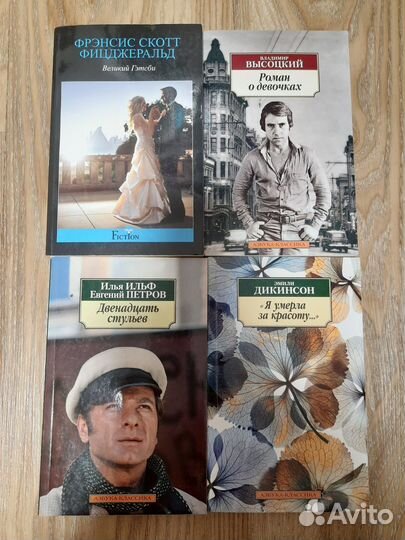 ФРЭНСИС СКОТТ
ФИЦДЖЕРАЛЬД
Великий Гэтсби
FICTION
ВЛАДИМИР
ВЫСОЦКИЙ
Роман
о девочках
АЗБУКА-КЛАССИКА
Илья ИЛЬФ
Евгений ПЕТРОВ
Двенадцать
стульев
АЗБУКА-КЛАССИКА
ЭМИЛИ
ДИКИНСОН
«Я умерла
за красоту...»
АЗБУКА-КЛАССИКА
Avito